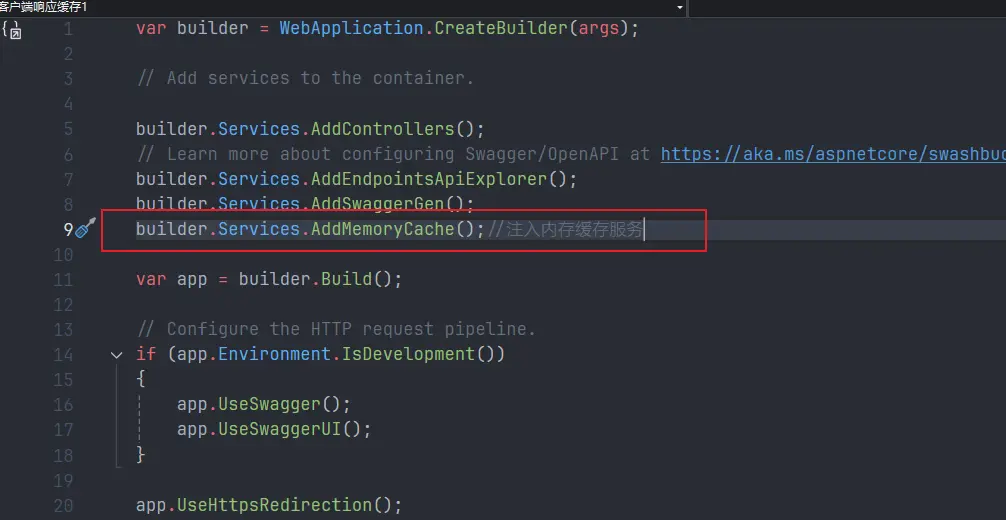 客户端响应缓存1
1 var builder = WebApplication.CreateBuilder(args);
2
3 // Add services to the container.
4
5 builder.Services.AddControllers();
6 // Learn more about configuring Swagger/OpenAPI at https://aka.ms/aspnetcore/swashbuc
7 builder.Services.AddEndpointsApiExplorer();
8 builder.Services.AddSwaggerGen();
9 builder.Services.AddMemoryCache();//注入内存缓存服务
10
11 var app = builder.Build();
12
13 // Configure the HTTP request pipeline.
14 if (app.Environment.IsDevelopment())
15 {
16 app.UseSwagger();
17 app.UseSwaggerUI();
18 }
19
20 app.UseHttpsRedirection();